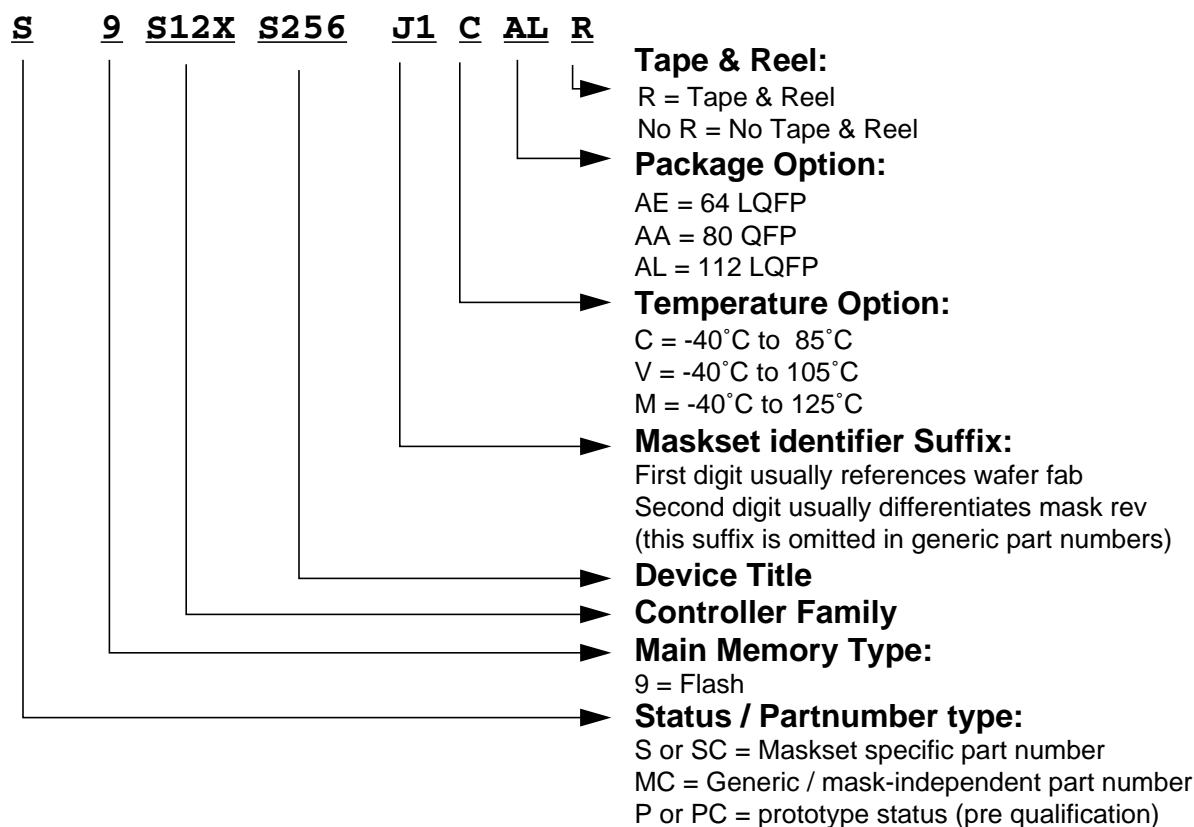 S 9 S12X S256 J1 C AL R
Tape & Reel:
R = Tape & Reel
No R = No Tape & Reel
Package Option:
AE = 64 LQFP
AA = 80 QFP
AL = 112 LQFP
Temperature Option:
C = -40˚C to 85˚C
V = -40˚C to 105˚C
M = -40˚C to 125˚C
Maskset identifier Suffix:
First digit usually references wafer fab
Second digit usually differentiates mask rev
(this suffix is omitted in generic part numbers)
Device Title
Controller Family
Main Memory Type:
9 = Flash
Status / Partnumber type:
S or SC = Maskset specific part number
MC = Generic / mask-independent part number
P or PC = prototype status (pre qualification)